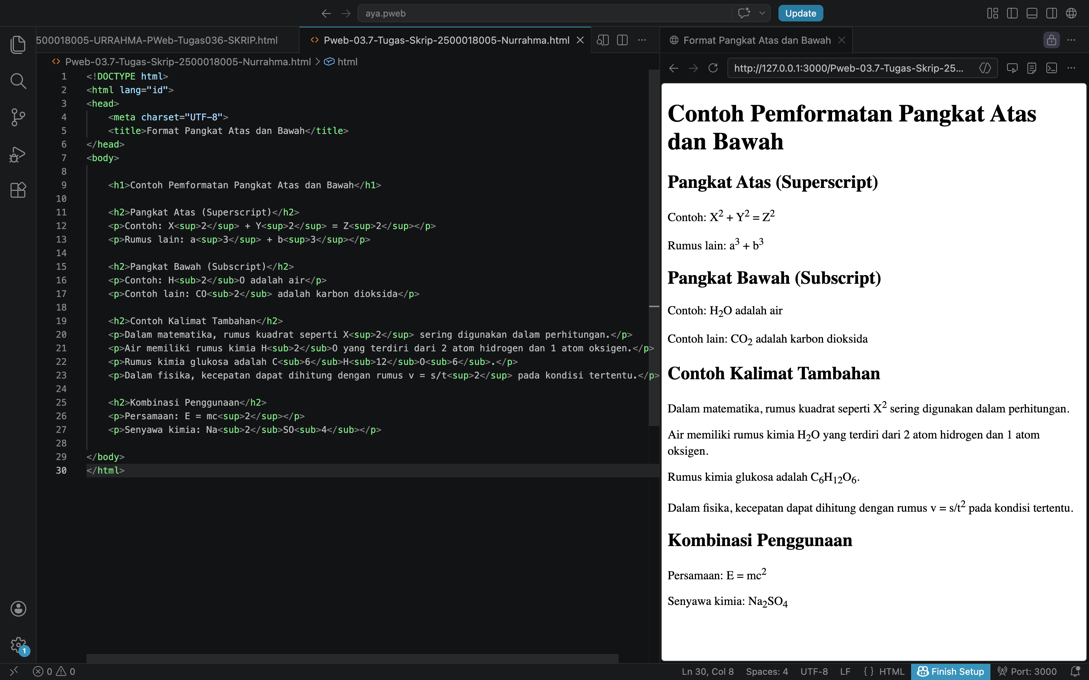 aya.pweb
Update
500018005-URRAHMA-PWeb-Tugas036-SKRIP.html
<> Pweb-03.7-Tugas-Skrip-2500018005-Nurrahma.html
Format Pangkat Atas dan Bawah
<> Pweb-03.7-Tugas-Skrip-2500018005-Nurrahma.html > html
http://127.0.0.1:3000/Pweb-03.7-Tugas-Skrip-25...
1 <!DOCTYPE html>
2 <html lang="id">
3 <head>
4     <meta charset="UTF-8">
5     <title>Format Pangkat Atas dan Bawah</title>
6 </head>
7 <body>
8
9     <h1>Contoh Pemformatan Pangkat Atas dan Bawah</h1>
10
11     <h2>Pangkat Atas (Superscript)</h2>
12     <p>Contoh: X<sup>2</sup> + Y<sup>2</sup> = Z<sup>2</sup></p>
13     <p>Rumus lain: a<sup>3</sup> + b<sup>3</sup></p>
14
15     <h2>Pangkat Bawah (Subscript)</h2>
16     <p>Contoh: H<sub>2</sub>O adalah air</p>
17     <p>Contoh lain: CO<sub>2</sub> adalah karbon dioksida</p>
18
19     <h2>Contoh Kalimat Tambahan</h2>
20     <p>Dalam matematika, rumus kuadrat seperti X<sup>2</sup> sering digunakan dalam perhitungan.</p>
21     <p>Air memiliki rumus kimia H<sub>2</sub>O yang terdiri dari 2 atom hidrogen dan 1 atom oksigen.</p>
22     <p>Rumus kimia glukosa adalah C<sub>6</sub>H<sub>12</sub>O<sub>6</sub>.</p>
23     <p>Dalam fisika, kecepatan dapat dihitung dengan rumus v = s/t<sup>2</sup> pada kondisi tertentu.</p>
24
25     <h2>Kombinasi Penggunaan</h2>
26     <p>Persamaan: E = mc<sup>2</sup></p>
27     <p>Senyawa kimia: Na<sub>2</sub>SO<sub>4</sub></p>
28
29 </body>
30 </html>
Contoh Pemformatan Pangkat Atas
dan Bawah
Pangkat Atas (Superscript)
Contoh: X² + Y² = Z²
Rumus lain: a³ + b³
Pangkat Bawah (Subscript)
Contoh: H₂O adalah air
Contoh lain: CO₂ adalah karbon dioksida
Contoh Kalimat Tambahan
Dalam matematika, rumus kuadrat seperti X² sering digunakan dalam perhitungan.
Air memiliki rumus kimia H₂O yang terdiri dari 2 atom hidrogen dan 1 atom
oksigen.
Rumus kimia glukosa adalah C₆H₁₂O₆.
Dalam fisika, kecepatan dapat dihitung dengan rumus v = s/t² pada kondisi tertentu.
Kombinasi Penggunaan
Persamaan: E = mc²
Senyawa kimia: Na₂SO₄
1
0 0 Ln 30, Col 8 Spaces: 4 UTF-8 LF { } HTML Finish Setup Port: 3000